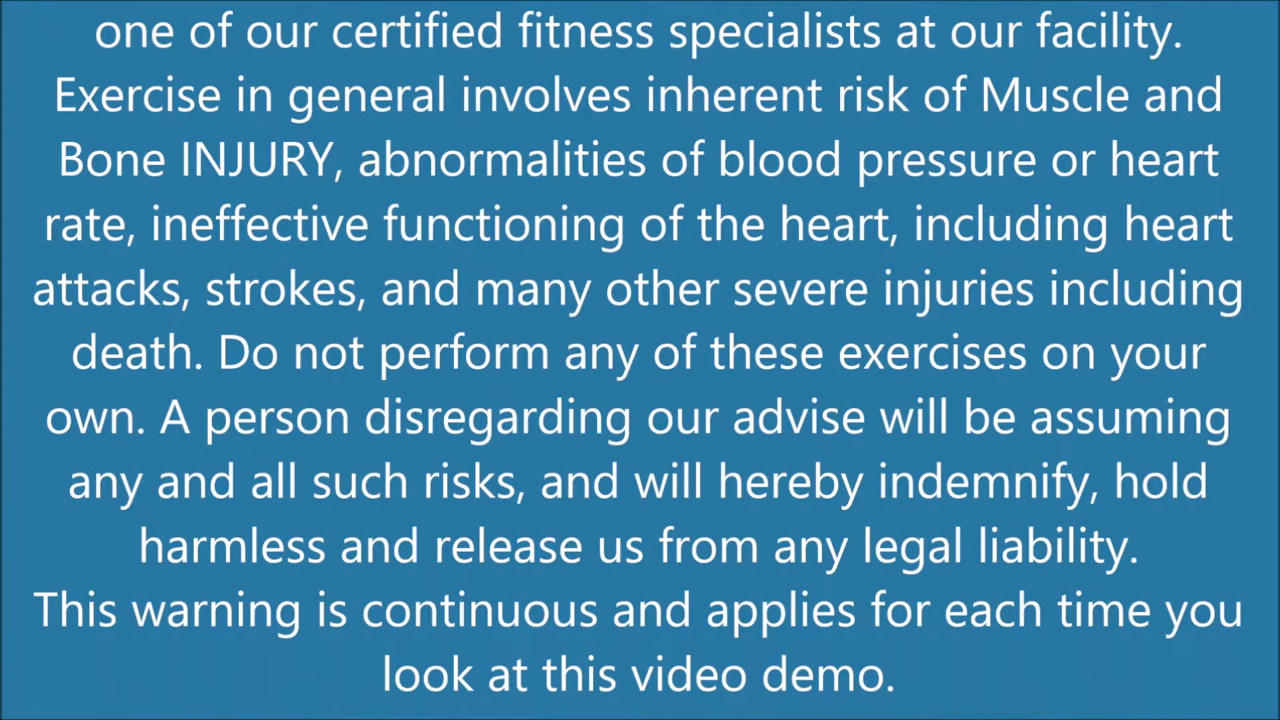 one of our certified fitness specialists at our facility.
Exercise in general involves inherent risk of Muscle and
Bone INJURY, abnormalities of blood pressure or heart
rate, ineffective functioning of the heart, including heart
attacks, strokes, and many other severe injuries including
death. Do not perform any of these exercises on your
own. A person disregarding our advise will be assuming
any and all such risks, and will hereby indemnify, hold
harmless and release us from any legal liability.
This warning is continuous and applies for each time you
look at this video demo.